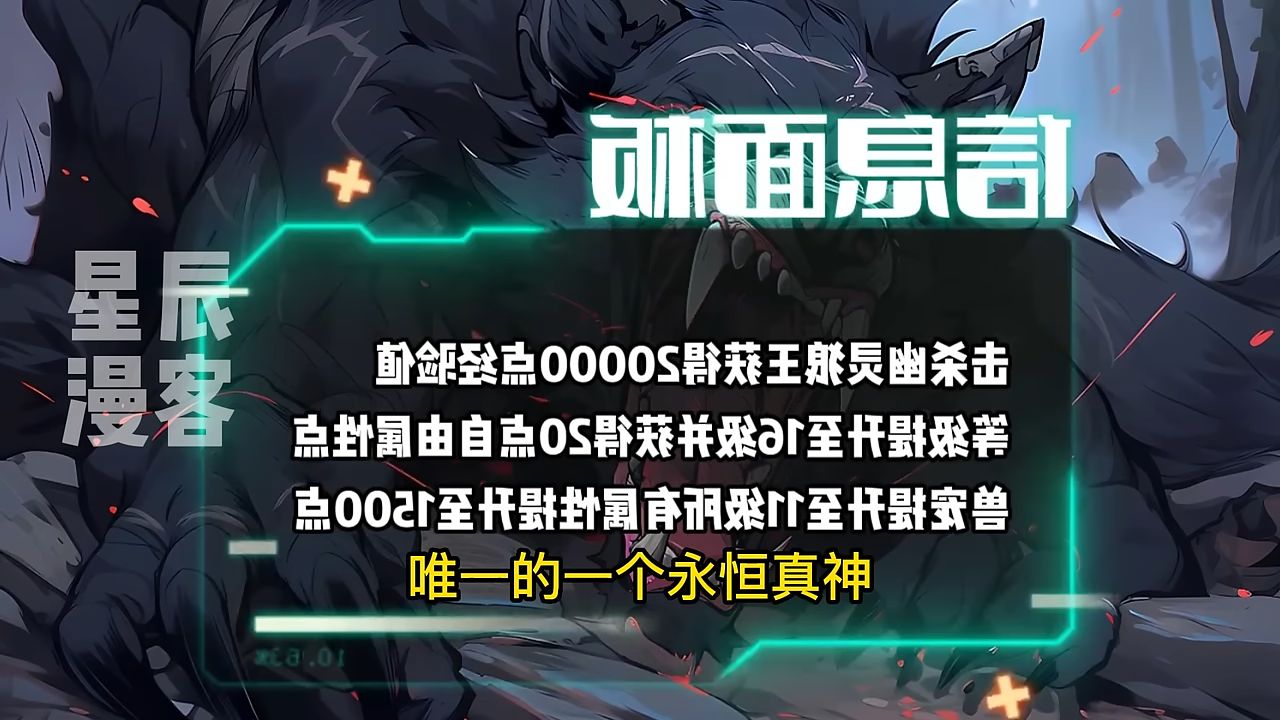 信息面板
星辰
漫客
击杀幽灵狼王获得200000点经验值
等级提升至16级并获得20点自由属性点
兽宠提升至11级所有属性提升至1500点
唯一的一个永恒真神